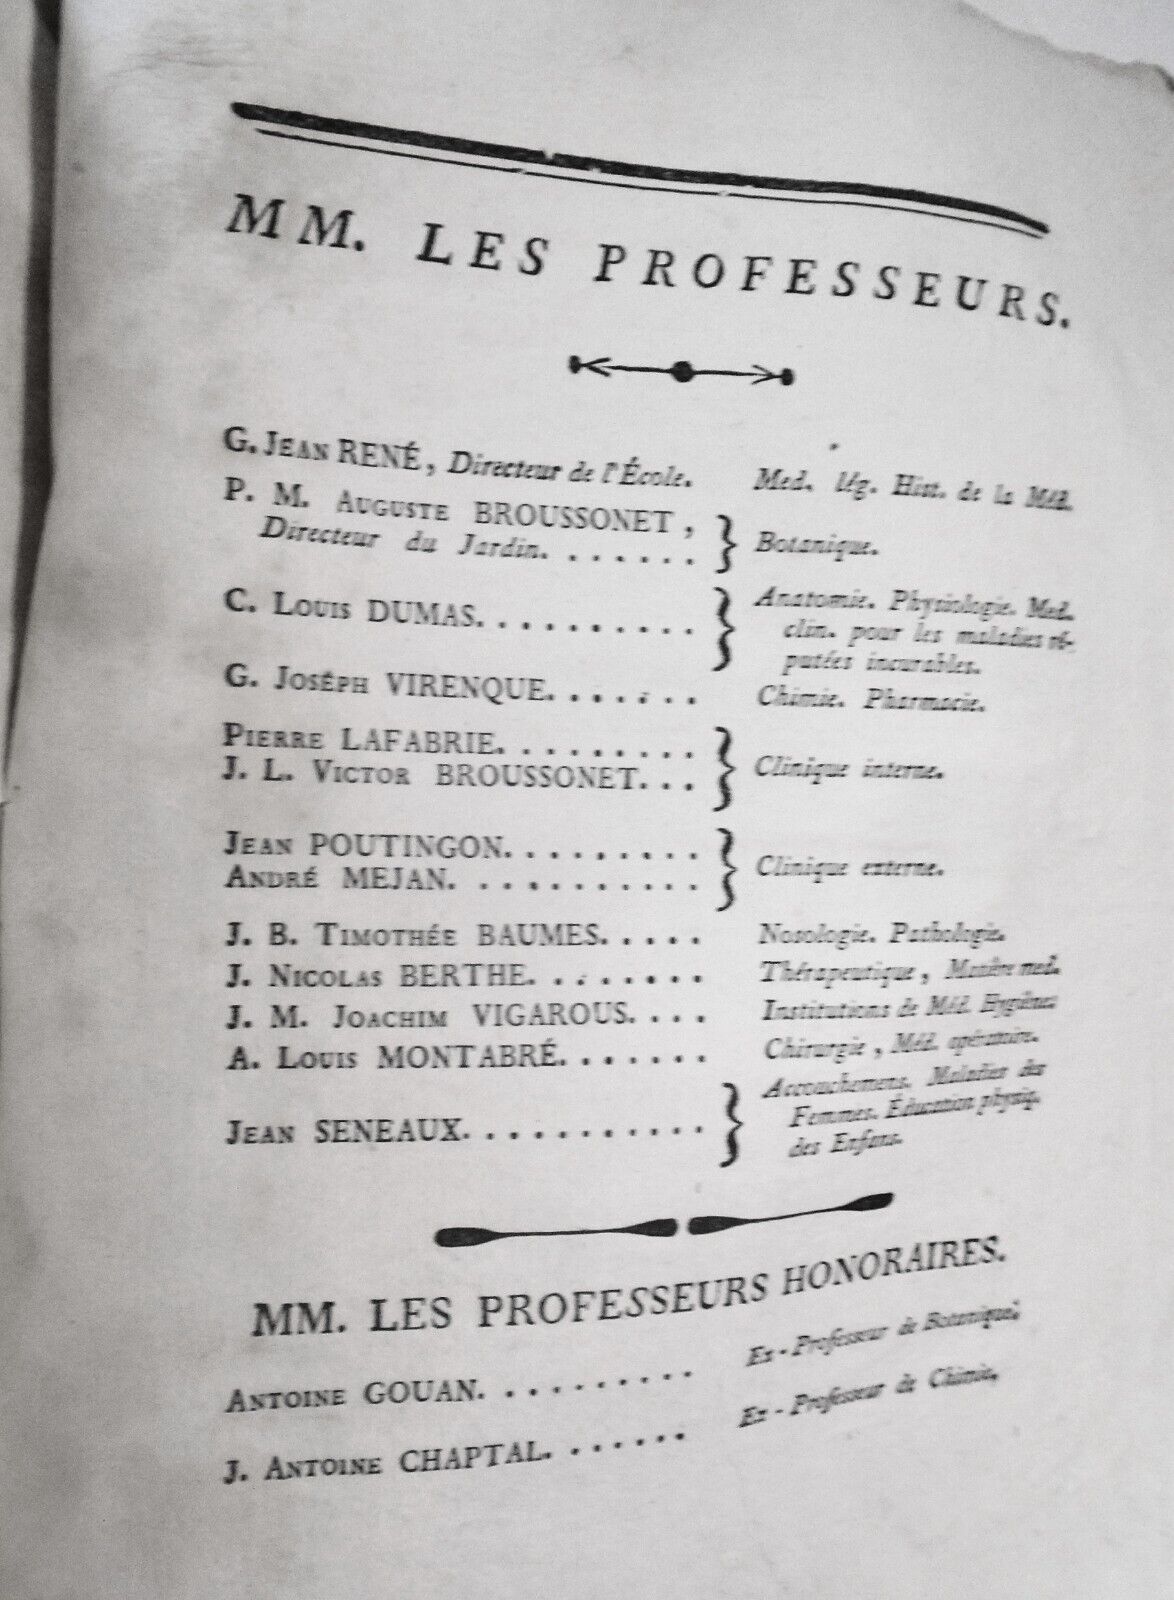 MM. LES PROFESSEURS.
G. JEAN RENÉ, Directeur de l'École. Med. lég. Hist. de la Méd.
P. M. AUGUSTE BROUSSONET,
Directeur du Jardin. . . . . . . } Botanique.
C. LOUIS DUMAS. . . . . . . . . . } Anatomie. Physiologie. Med.
clin. pour les maladies ré-
putées incurables.
G. JOSÉPH VIRENQUE. . . . . . . Chimie. Pharmacie.
PIERRE LAFABRIE. . . . . . . . .
J. L. VICTOR BROUSSONET. . . } Clinique interne.
JEAN POUTINGON. . . . . . . . .
ANDRÉ MEJAN. . . . . . . . . . . } Clinique externe.
J. B. TIMOTHÉE BAUMES. . . . . Nosologie. Pathologie.
J. NICOLAS BERTHE. . . . . . . . Thérapeutique, Matière med.
J. M. JOACHIM VIGAROUS. . . . Institutions de Méd. Hygiène.
A. LOUIS MONTABRÉ. . . . . . . Chirurgie, Méd. opératoire.
JEAN SENEAUX. . . . . . . . . . . } Accouchemens. Maladies des
Femmes. Éducation physiq.
des Enfans.
MM. LES PROFESSEURS HONORAIRES.
ANTOINE GOUAN. . . . . . . . . . Ex-Professeur de Botanique.
J. ANTOINE CHAPTAL. . . . . . . Ex-Professeur de Chimie.